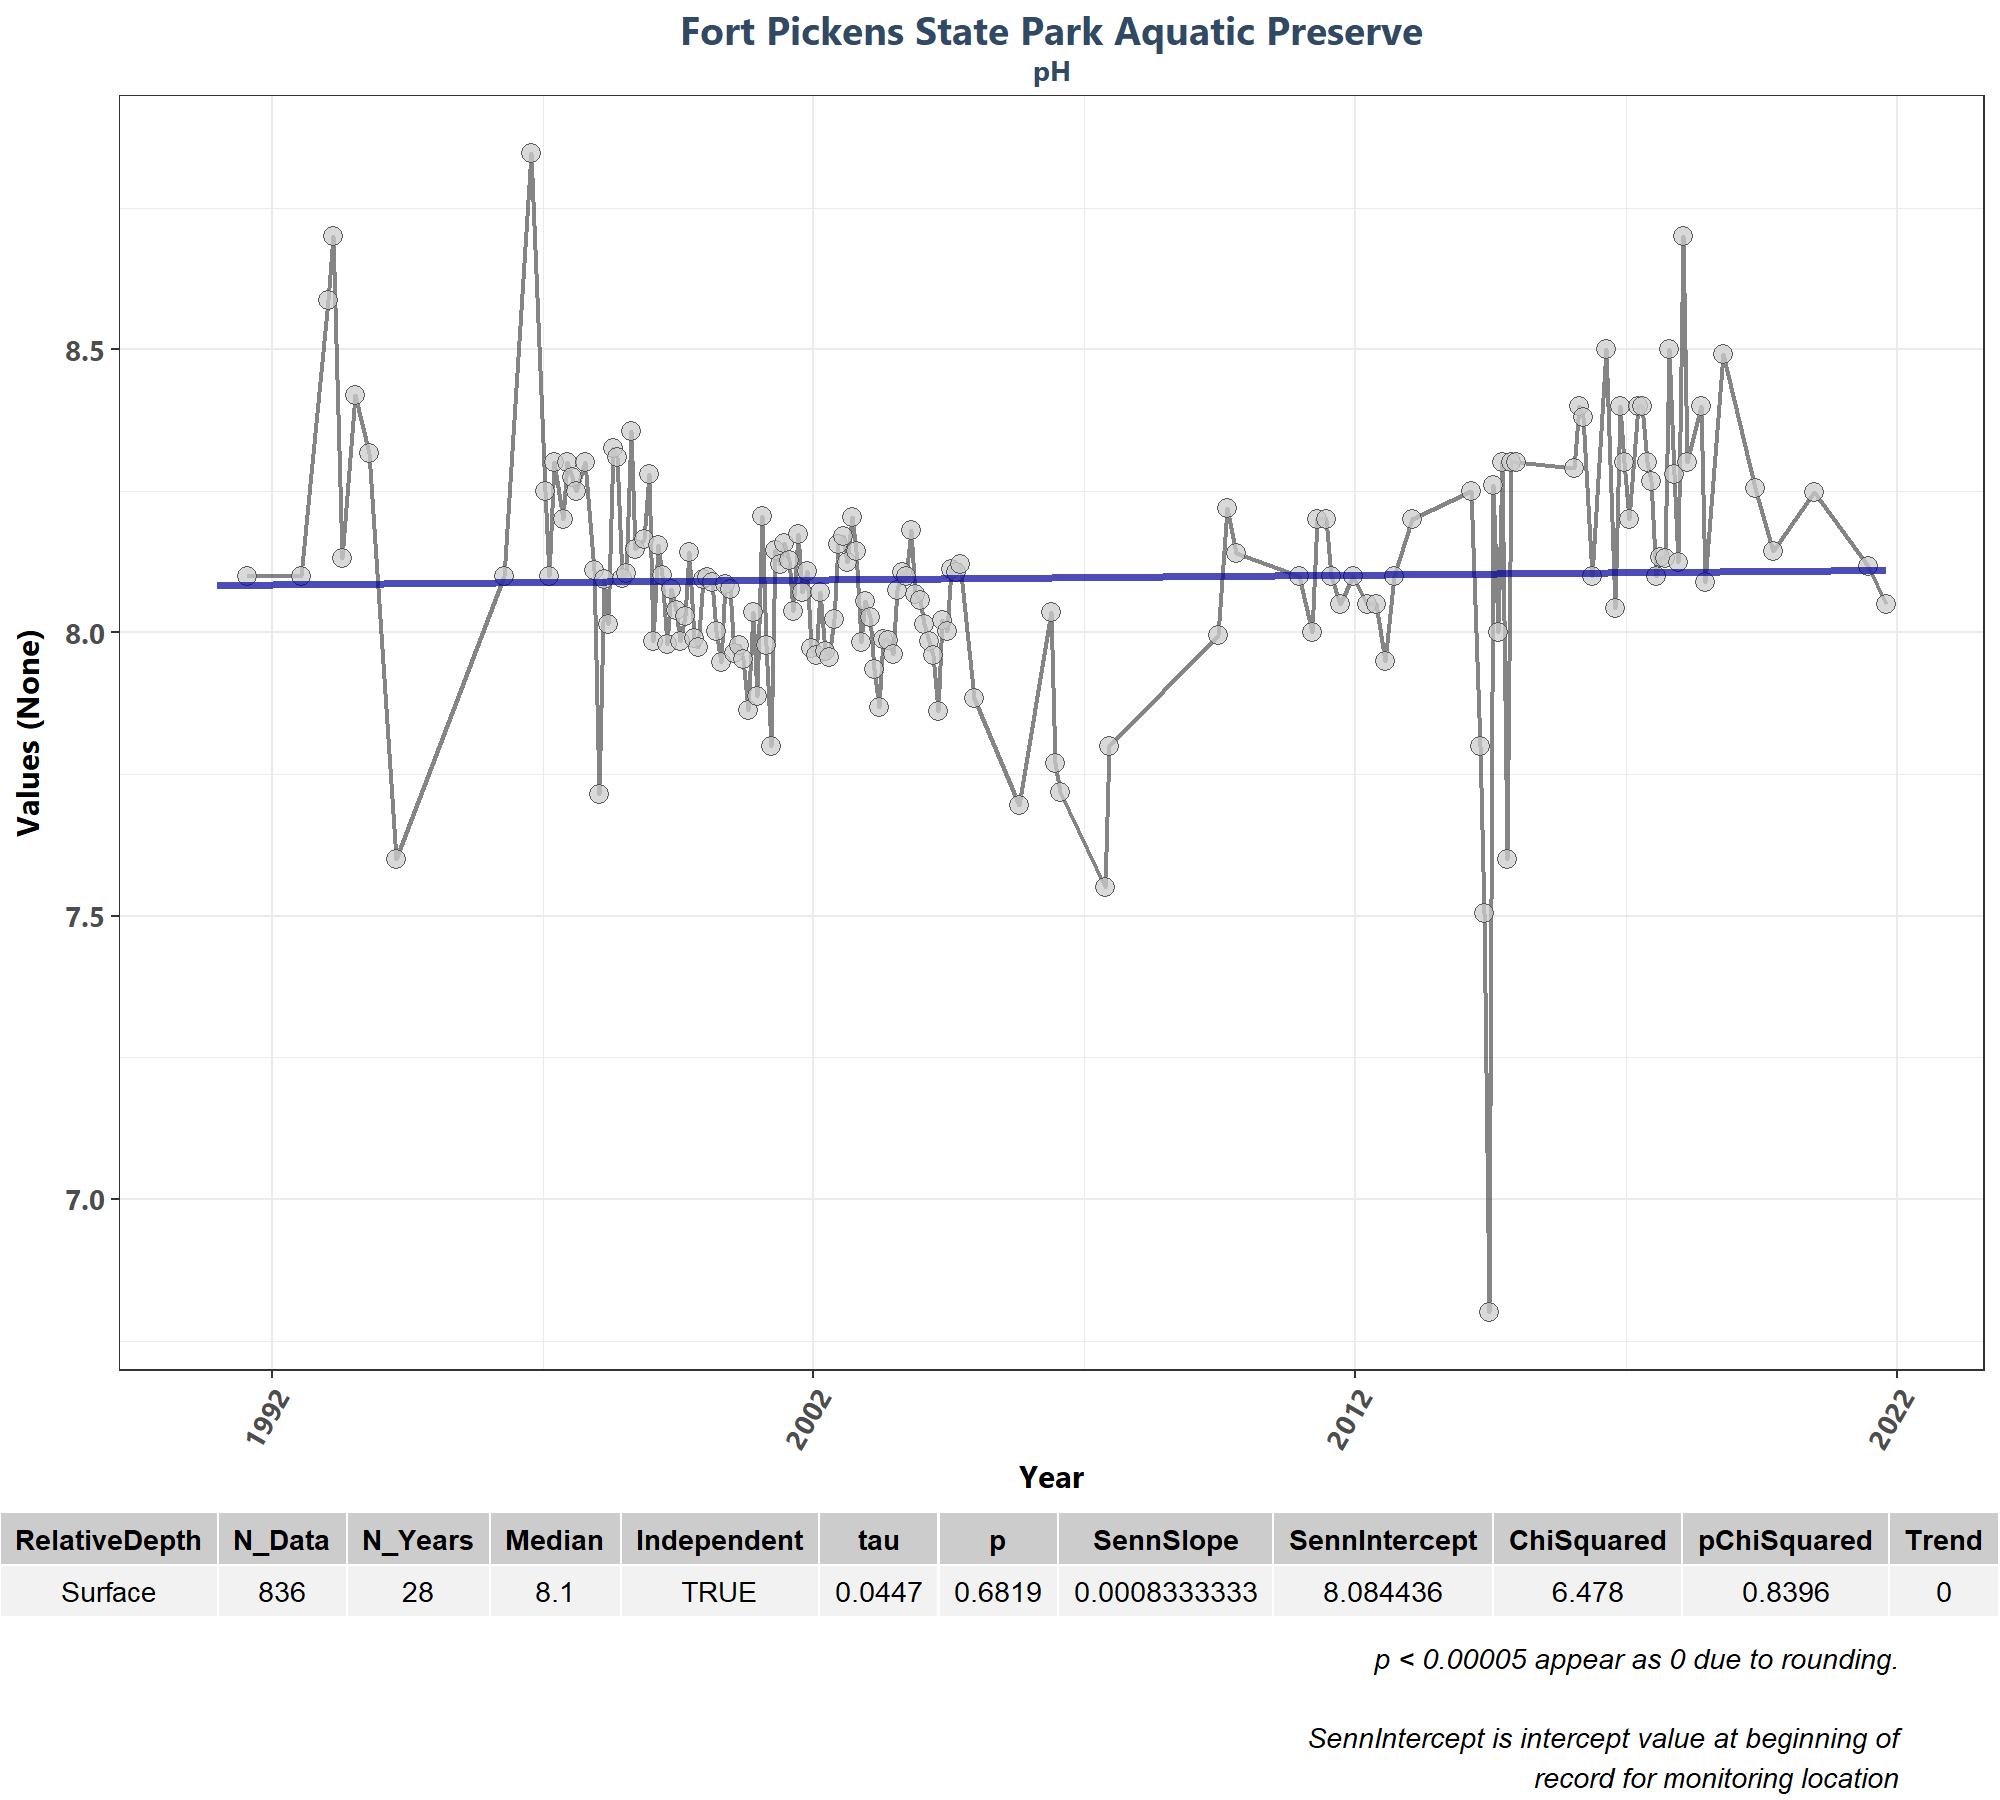 Fort Pickens State Park Aquatic Preserve
pH
Values (None)
8.5
8.0
7.5
7.0
1992 2002 2012 2022
Year
RelativeDepth N_Data N_Years Median Independent tau p SennSlope SennIntercept ChiSquared pChiSquared Trend
Surface 836 28 8.1 TRUE 0.0447 0.6819 0.0008333333 8.084436 6.478 0.8396 0
p < 0.00005 appear as 0 due to rounding.
SennIntercept is intercept value at beginning of
record for monitoring location